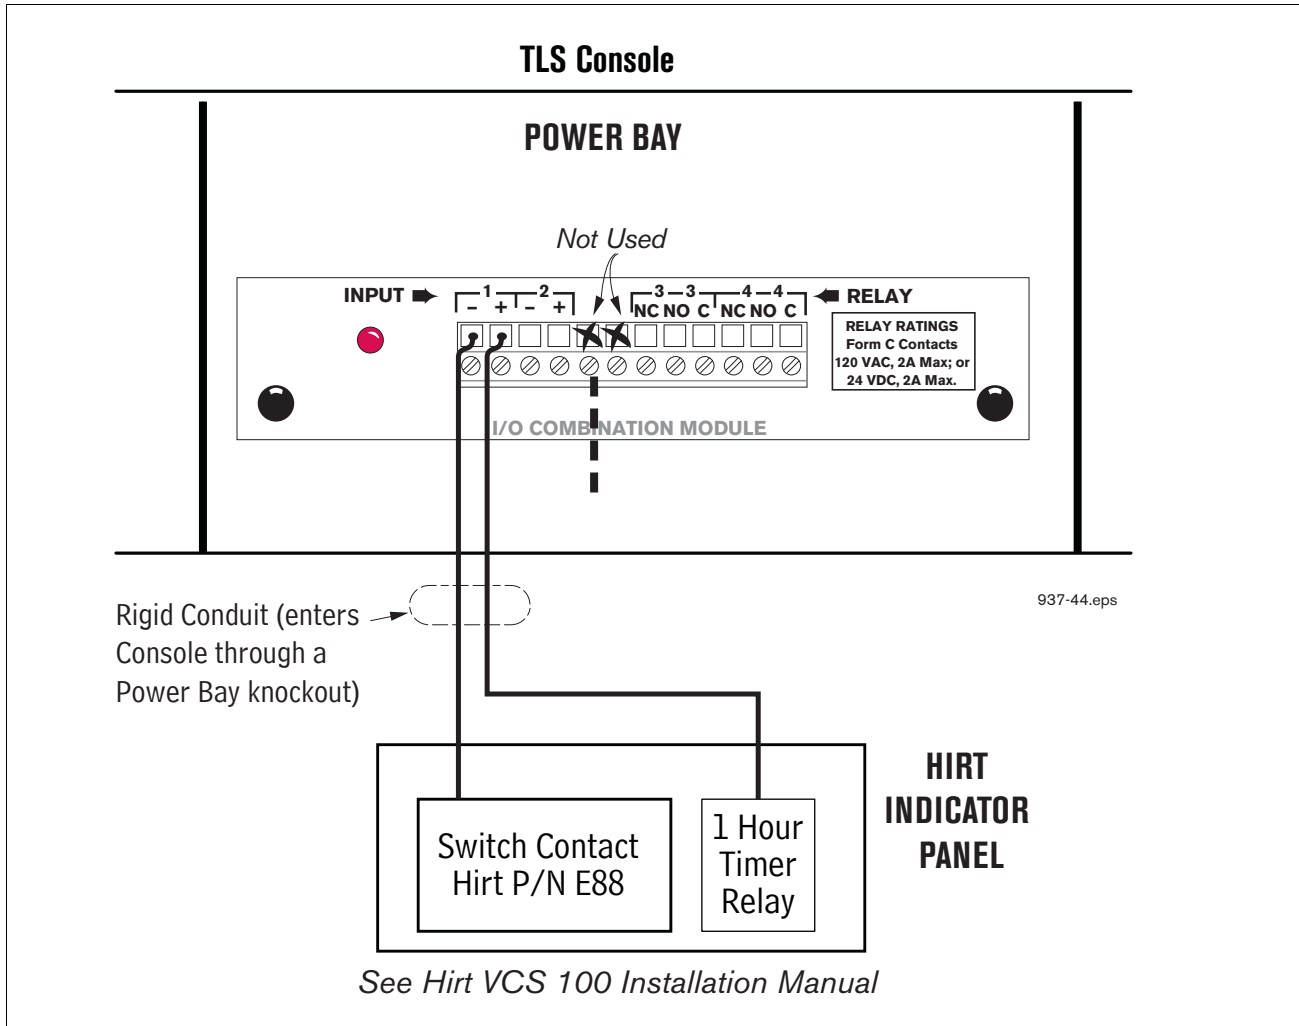 TLS Console
POWER BAY
Not Used
INPUT
1
2
3 3
4 4
RELAY
- + - +
NC NO C NC NO C
RELAY RATINGS
Form C Contacts
120 VAC, 2A Max; or
24 VDC, 2A Max.
I/O COMBINATION MODULE
937-44.eps
Rigid Conduit (enters
Console through a
Power Bay knockout)
HIRT
INDICATOR
PANEL
Switch Contact
Hirt P/N E88
1 Hour
Timer
Relay
See Hirt VCS 100 Installation Manual